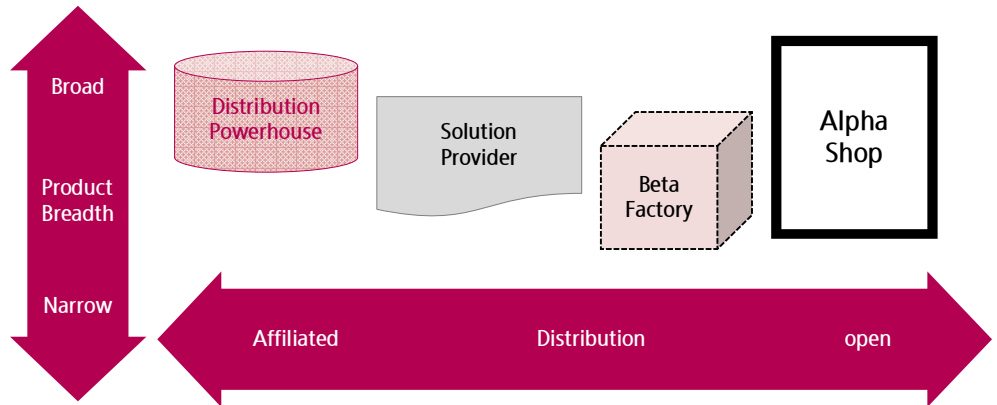 Broad
Product
Breadth
Narrow
Distribution
Powerhouse
Solution
Provider
Beta
Factory
Alpha
Shop
Affiliated
Distribution
open